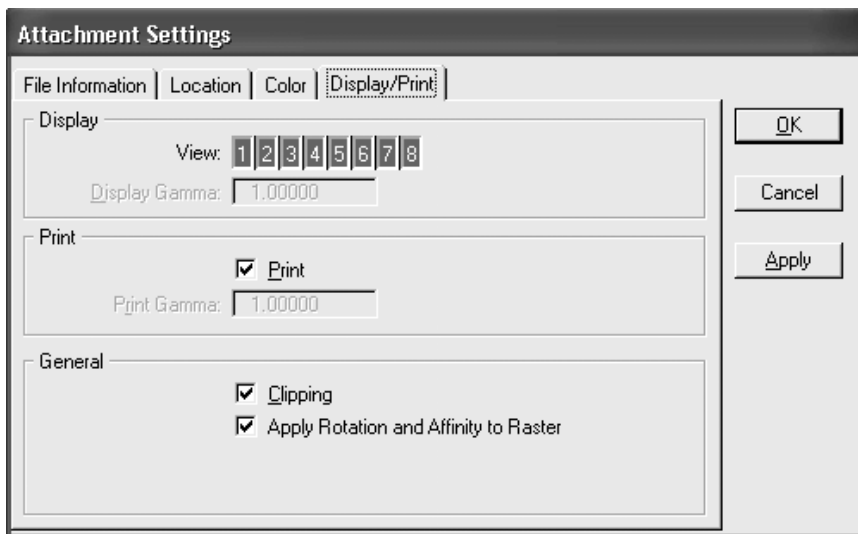 Attachment Settings
File Information Location Color Display/Print
Display
View: 1 2 3 4 5 6 7 8
Display Gamma: 1.00000
Print
Print
Print Gamma: 1.00000
General
Clipping
Apply Rotation and Affinity to Raster
OK
Cancel
Apply